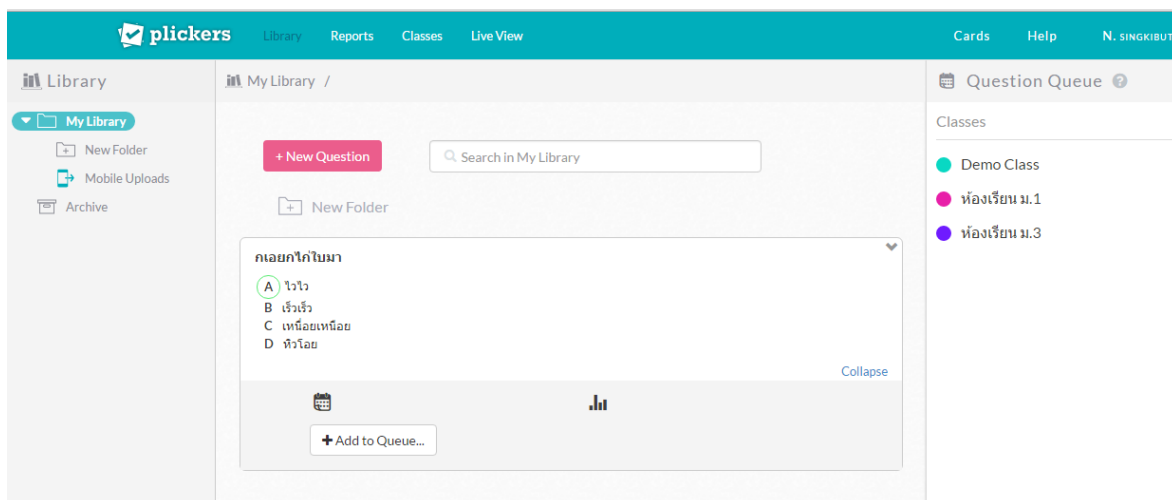 plickers Library Reports Classes Live View Cards Help N. SINGKIBUT
Library
My Library
New Folder
Mobile Uploads
Archive
My Library /
+ New Question
Search in My Library
New Folder
กเอยกไก่ใบมา
A ไวไว
B เร็วเร็ว
C เหนื่อยเหนือย
D หิวโอย
Collapse
+ Add to Queue...
Question Queue ?
Classes
Demo Class
ห้องเรียน ม.1
ห้องเรียน ม.3